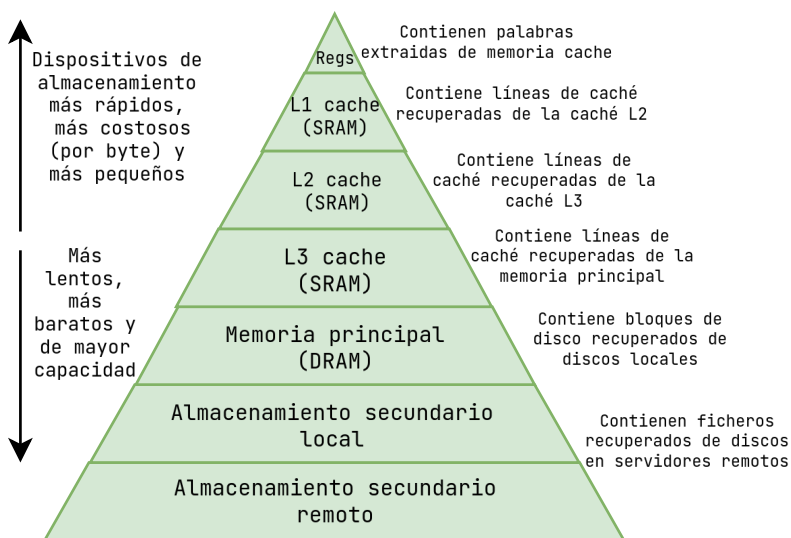 Contienen palabras
extraidas de memoria cache
Regs
Dispositivos de
almacenamiento
más rápidos,
más costosos
(por byte) y
más pequeños
L1 cache
(SRAM)
Contiene líneas de caché
recuperadas de la caché L2
L2 cache
(SRAM)
Contiene líneas de
caché recuperadas de la
caché L3
Más
lentos,
más
baratos y
de mayor
capacidad
L3 cache
(SRAM)
Contiene líneas de
caché recuperadas de la
memoria principal
Memoria principal
(DRAM)
Contiene bloques de
disco recuperados de
discos locales
Almacenamiento secundario
local
Contienen ficheros
recuperados de discos
en servidores remotos
Almacenamiento secundario
remoto